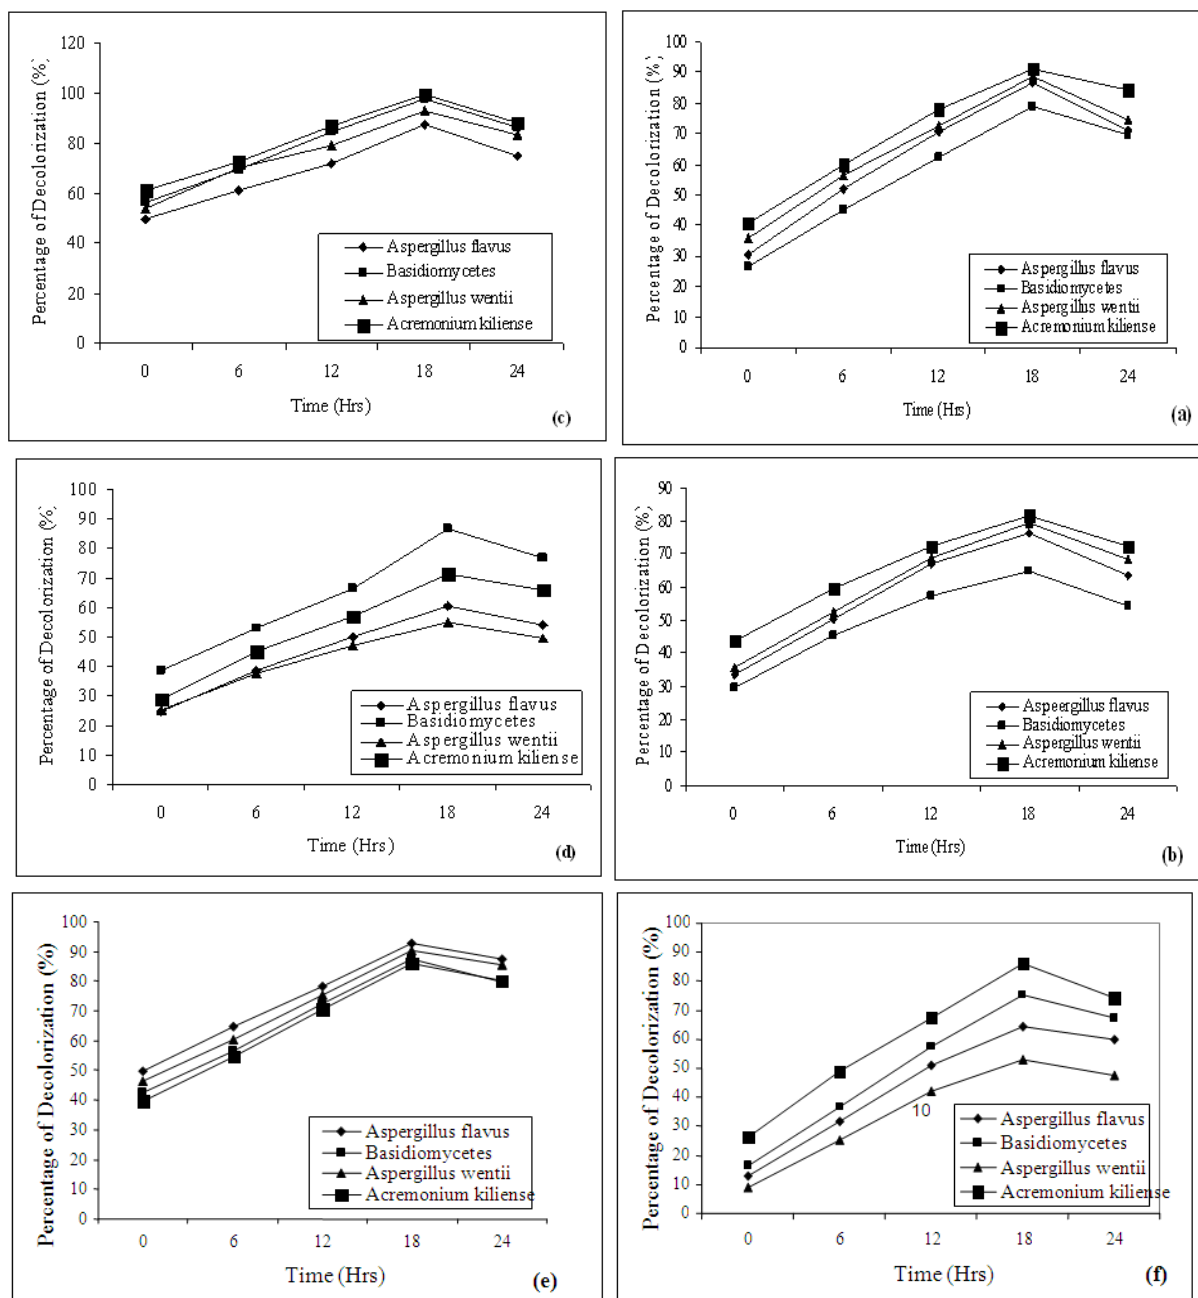 120
100
80
60
40
20
0
Percentage of Decolorization (%)
Aspergillus flavus
Basidiomycetes
Aspergillus wentii
Acremonium kiliense
0 6 12 18 24
Time (Hrs)
(c)
100
90
80
70
60
50
40
30
20
10
0
Percentage of Decolorization (%)
Aspergillus flavus
Basidiomycetes
Aspergillus wentii
Acremonium kiliense
0 6 12 18 24
Time (Hrs)
(a)
100
90
80
70
60
50
40
30
20
10
0
Percentage of Decolorization (%)
Aspergillus flavus
Basidiomycetes
Aspergillus wentii
Acremonium kiliense
0 6 12 18 24
Time (Hrs)
(d)
90
80
70
60
50
40
30
20
10
0
Percentage of Decolorization (%)
Aspeergillus flavus
Basidiomycetes
Aspergillus wentii
Acremonium kiliense
0 6 12 18 24
Time (Hrs)
(b)
100
90
80
70
60
50
40
30
20
10
0
Percentage of Decolorization (%)
Aspergillus flavus
Basidiomycetes
Aspergillus wentii
Acremonium kiliense
0 6 12 18 24
Time (Hrs)
(e)
100
90
80
70
60
50
40
30
20
10
0
Percentage of Decolorization (%)
10
Aspergillus flavus
Basidiomycetes
Aspergillus wentii
Acremonium kiliense
0 6 12 18 24
Time (Hrs)
(f)